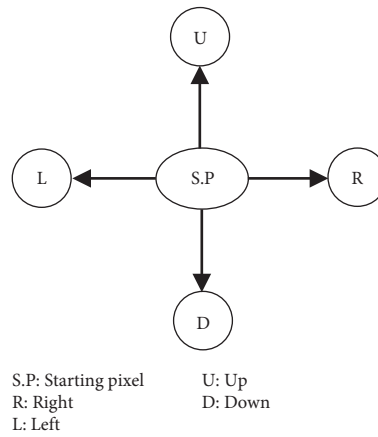 U
L
S.P
R
D
S.P: Starting pixel
U: Up
R: Right
D: Down
L: Left